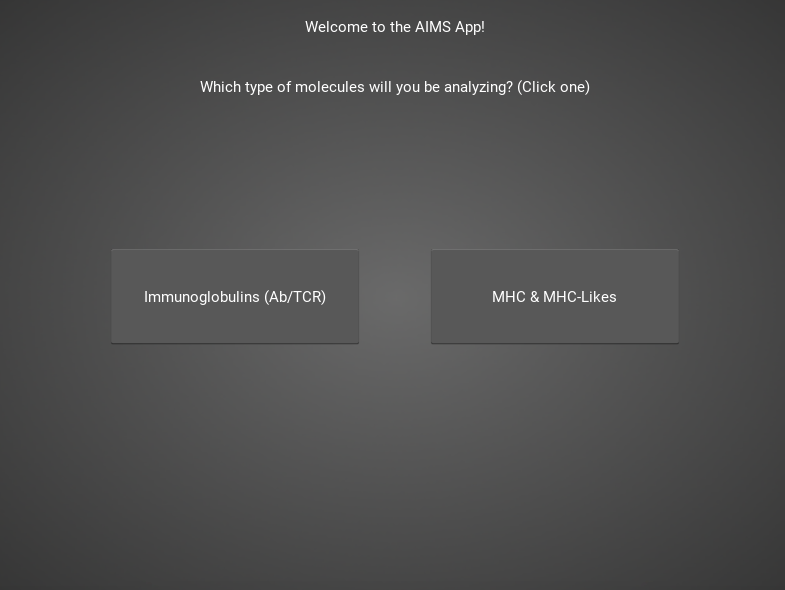 Welcome to the AIMS App!
Which type of molecules will you be analyzing? (Click one)
Immunoglobulins (Ab/TCR)
MHC & MHC-Likes